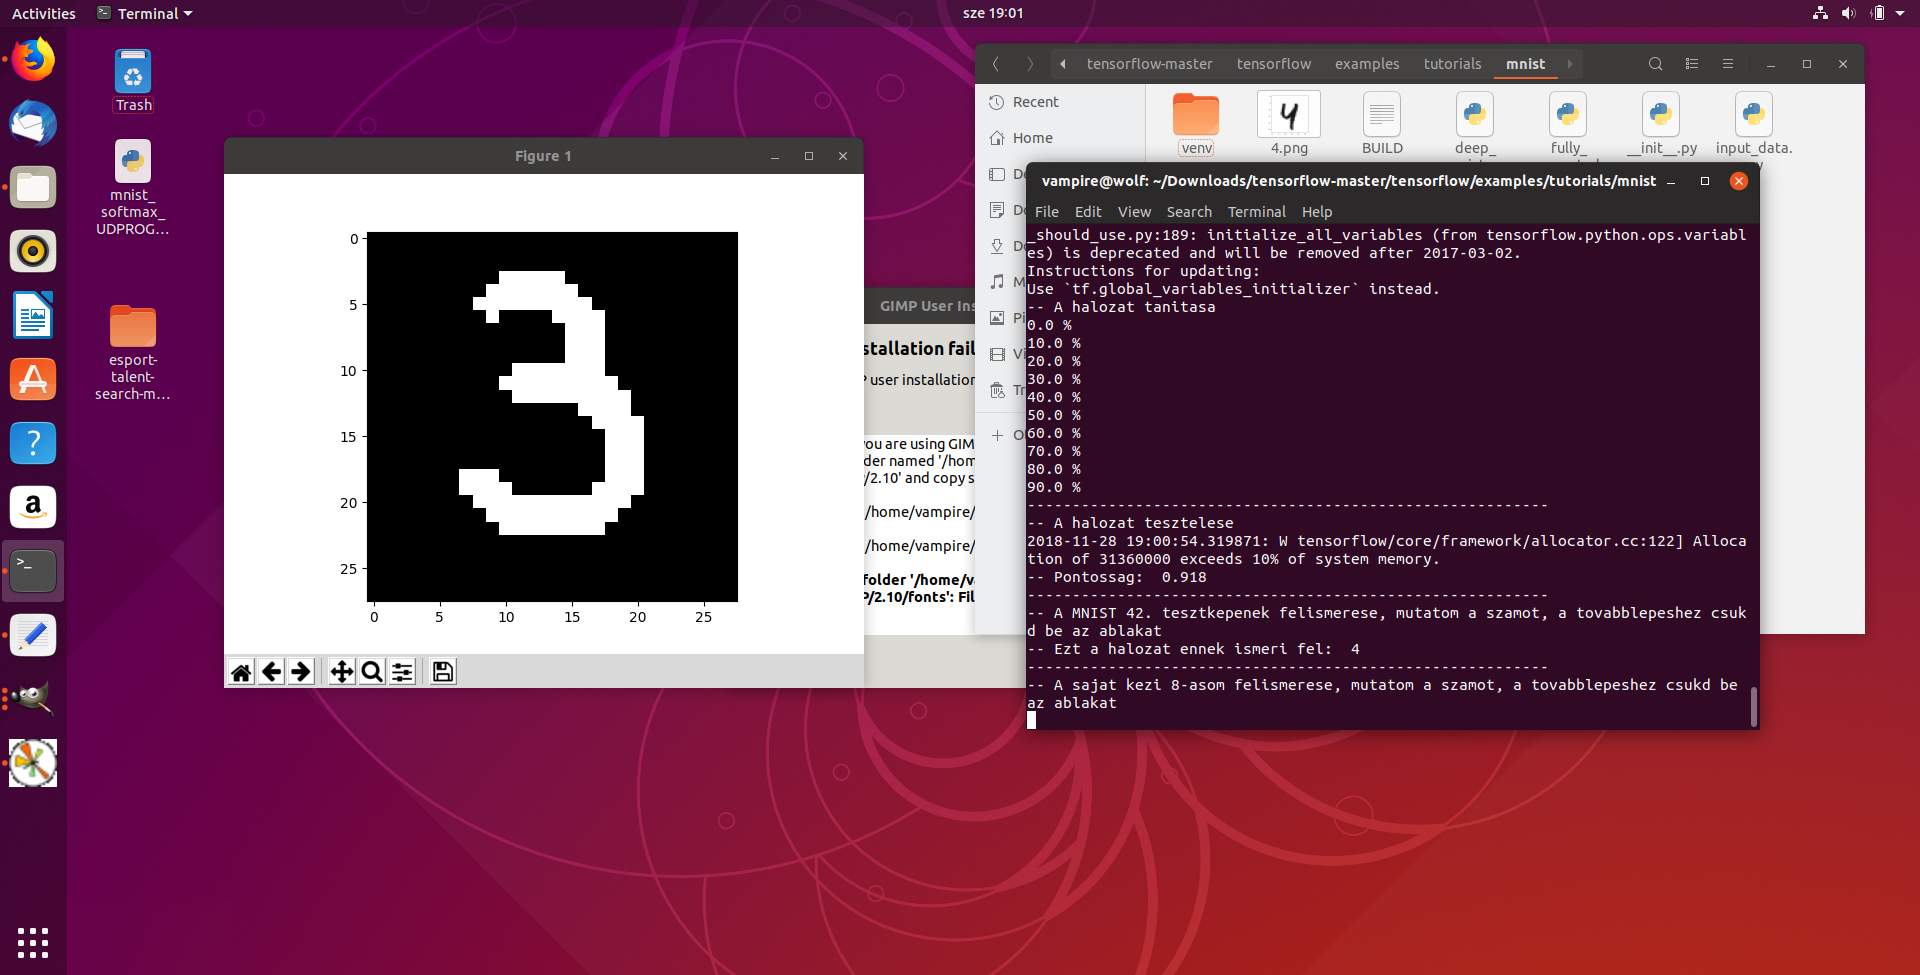 Activities
Terminal
sze 19:01
Trash
mnist_
softmax_
UDPROG...
esport-
talent-
search-m...
Figure 1
0
5
10
15
20
25
0
5
10
15
20
25
GIMP User Ins
stallation fail
user installation
you are using GIM
der named '/hom
/2.10' and copy s
/home/vampire/
/home/vampire/
folder '/home/v
P/2.10/fonts': Fil
tensorflow-master
tensorflow
examples
tutorials
mnist
Recent
Home
venv
4.png
BUILD
deep_
fully_
__init__.py
input_data.
vampire@wolf: ~/Downloads/tensorflow-master/tensorflow/examples/tutorials/mnist
File Edit View Search Terminal Help
_should_use.py:189: initialize_all_variables (from tensorflow.python.ops.variabl
es) is deprecated and will be removed after 2017-03-02.
Instructions for updating:
Use `tf.global_variables_initializer` instead.
-- A halozat tanitasa
0.0 %
10.0 %
20.0 %
30.0 %
40.0 %
50.0 %
60.0 %
70.0 %
80.0 %
90.0 %
----------------------------------------------------------
-- A halozat tesztelese
2018-11-28 19:00:54.319871: W tensorflow/core/framework/allocator.cc:122] Alloca
tion of 31360000 exceeds 10% of system memory.
-- Pontossag:  0.918
----------------------------------------------------------
-- A MNIST 42. tesztkepenek felismerese, mutatom a szamot, a tovabblepeshez csuk
d be az ablakat
-- Ezt a halozat ennek ismeri fel:  4
----------------------------------------------------------
-- A sajat kezi 8-asom felismerese, mutatom a szamot, a tovabblepeshez csukd be
az ablakat